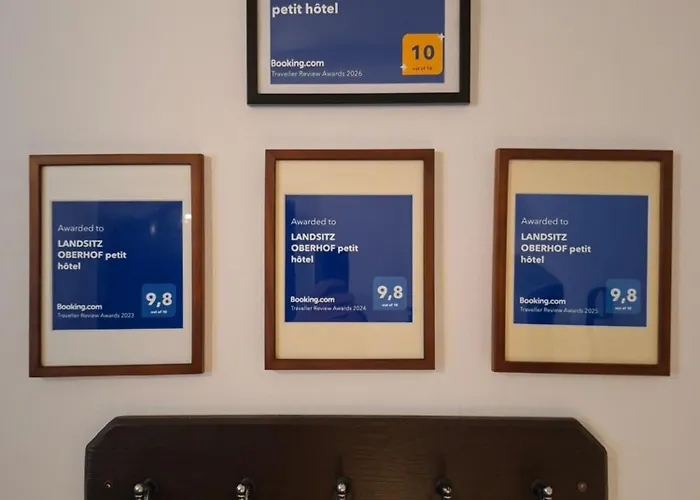 petit hôtel
10
out of 10
Booking.com
Traveller Review Awards 2026
Awarded to
LANDSITZ
OBERHOF petit
hôtel
9,8
out of 10
Booking.com
Traveller Review Awards 2023
Awarded to
LANDSITZ
OBERHOF petit
hôtel
9,8
out of 10
Booking.com
Traveller Review Awards 2024
Awarded to
LANDSITZ
OBERHOF petit
hôtel
9,8
out of 10
Booking.com
Traveller Review Awards 2025